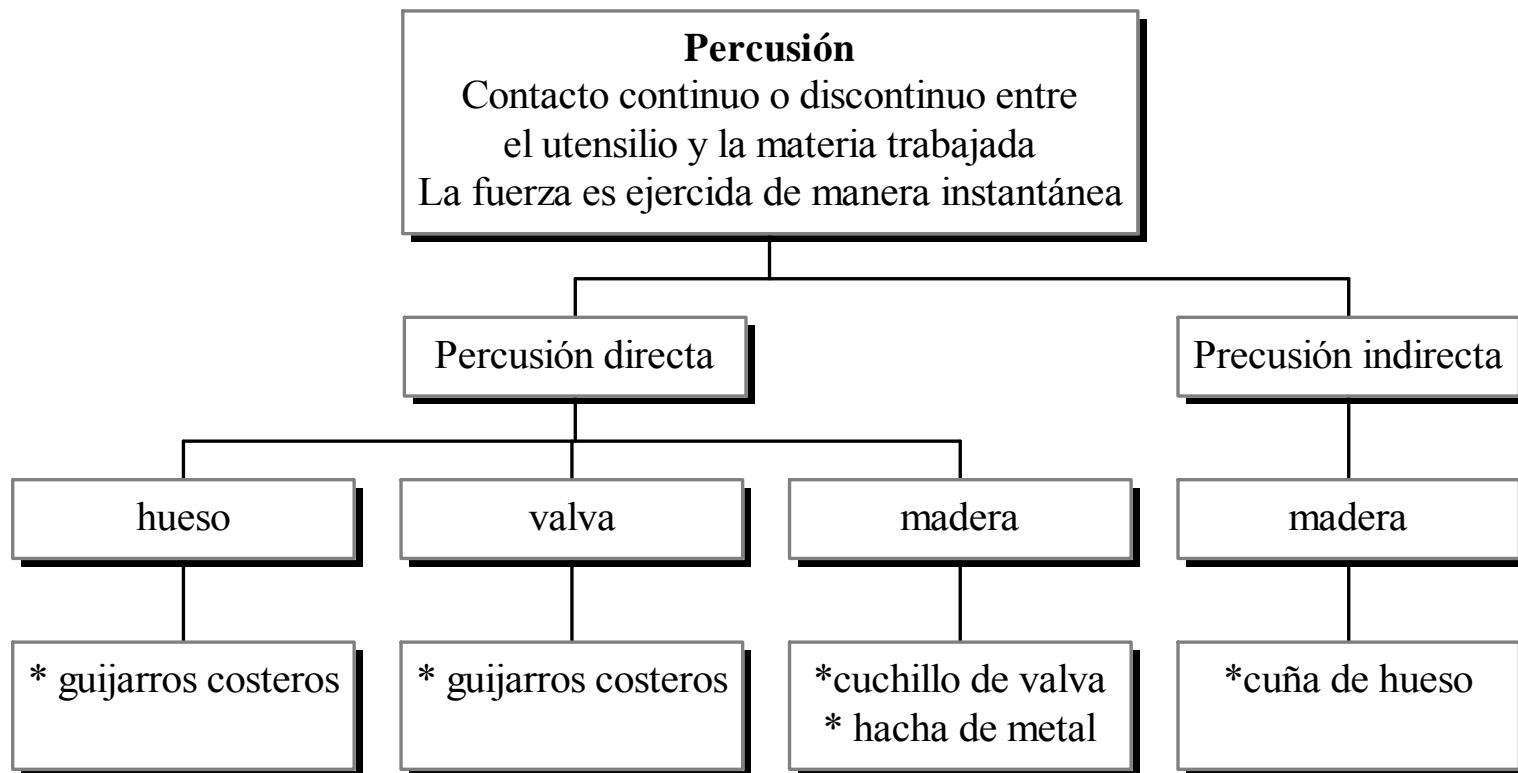 Percusión
Contacto continuo o discontinuo entre
el utensilio y la materia trabajada
La fuerza es ejercida de manera instantánea
Percusión directa
Precusión indirecta
hueso
valva
madera
madera
* guijarros costeros
* guijarros costeros
*cuchillo de valva
* hacha de metal
*cuña de hueso